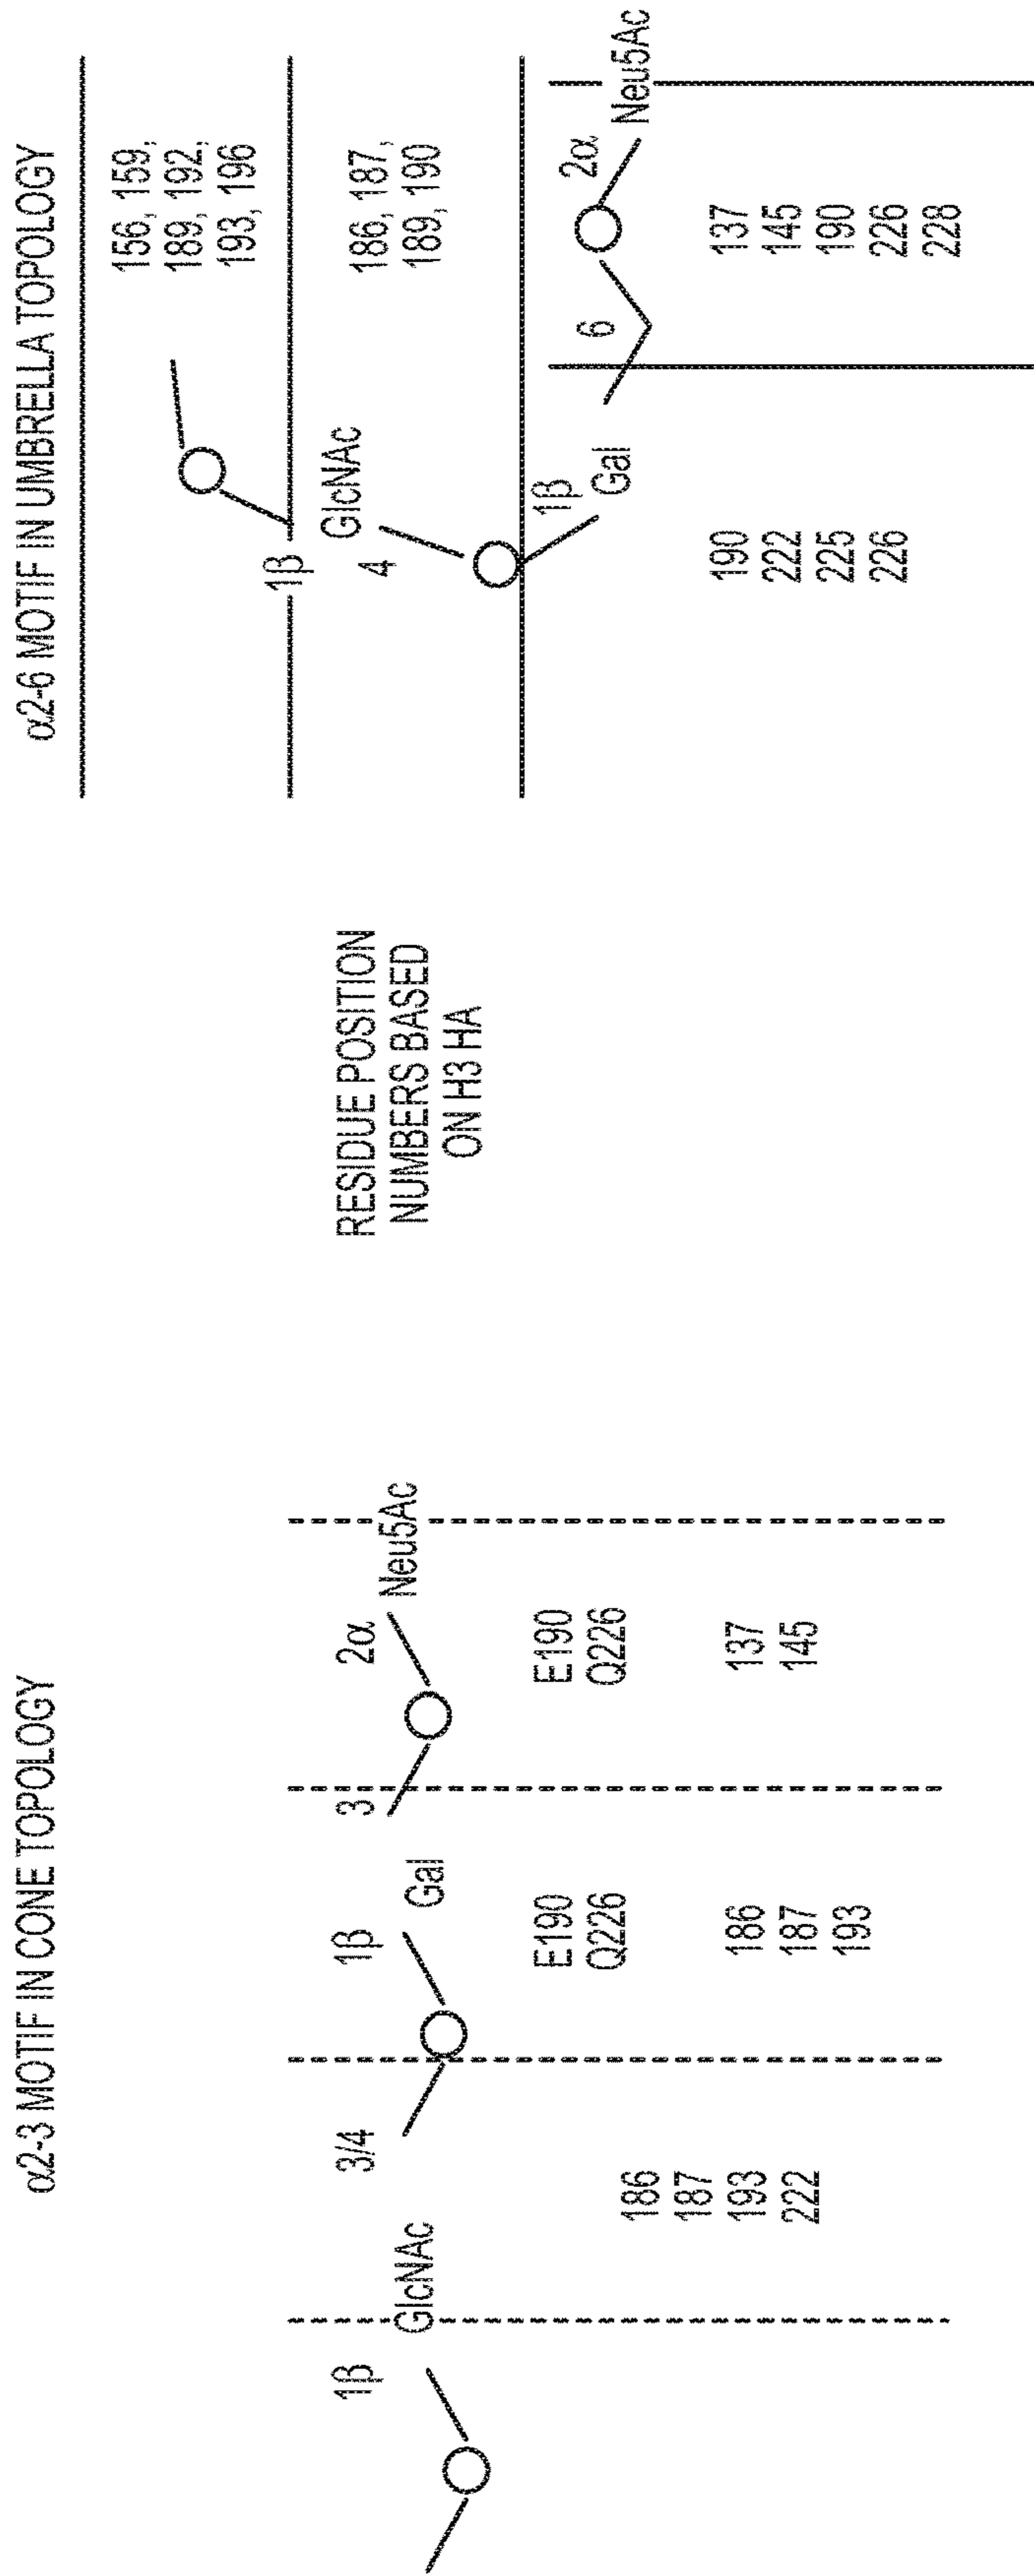 α2-3 MOTIF IN CONE TOPOLOGY
1β
GlcNAc
3/4
1β
Gal
3
2α
Neu5Ac
186
187
193
222
E190
Q226
186
187
193
E190
Q226
137
145
RESIDUE POSITION
NUMBERS BASED
ON H3 HA
α2-6 MOTIF IN UMBRELLA TOPOLOGY
156, 159,
189, 192,
193, 196
1β
GlcNAc
4
186, 187,
189, 190
1β
Gal
6
2α
Neu5Ac
190
222
225
226
137
145
190
226
228